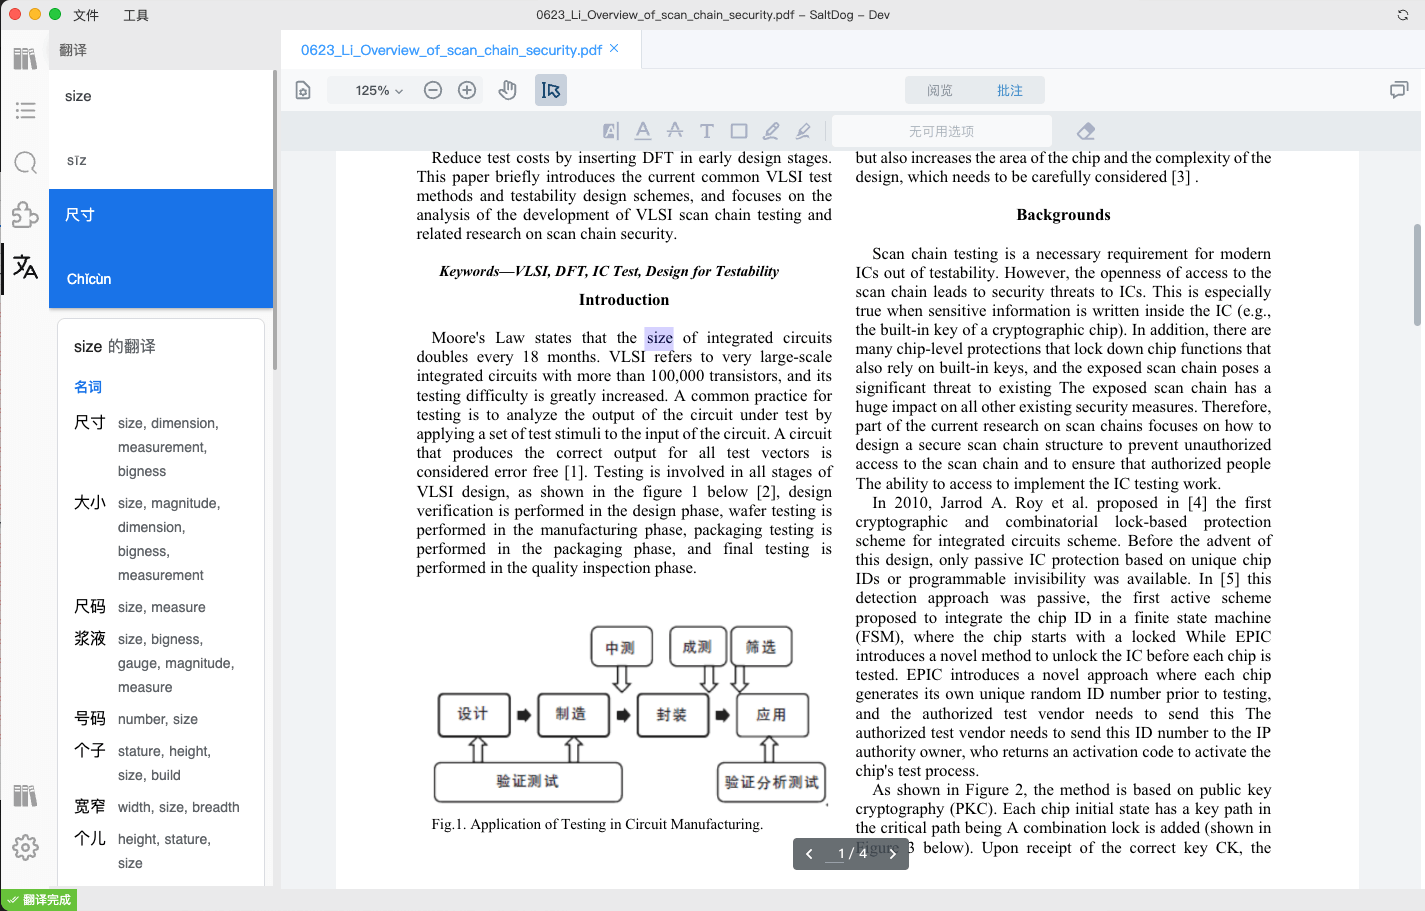 文件
工具
0623_Li_Overview_of_scan_chain_security.pdf – SaltDog – Dev
翻译
size
sīz
尺寸
Chǐcùn
size 的翻译
名词
尺寸 size, dimension,
measurement,
bigness
大小 size, magnitude,
dimension,
bigness,
measurement
尺码 size, measure
浆液 size, bigness,
gauge, magnitude,
measure
号码 number, size
个子 stature, height,
size, build
宽窄 width, size, breadth
个儿 height, stature,
size
翻译完成
0623_Li_Overview_of_scan_chain_security.pdf
125%
阅览
批注
无可用选项
Reduce test costs by inserting DFT in early design stages.
This paper briefly introduces the current common VLSI test
methods and testability design schemes, and focuses on the
analysis of the development of VLSI scan chain testing and
related research on scan chain security.
Keywords—VLSI, DFT, IC Test, Design for Testability
Introduction
Moore's Law states that the size of integrated circuits
doubles every 18 months. VLSI refers to very large-scale
integrated circuits with more than 100,000 transistors, and its
testing difficulty is greatly increased. A common practice for
testing is to analyze the output of the circuit under test by
applying a set of test stimuli to the input of the circuit. A circuit
that produces the correct output for all test vectors is
considered error free [1]. Testing is involved in all stages of
VLSI design, as shown in the figure 1 below [2], design
verification is performed in the design phase, wafer testing is
performed in the manufacturing phase, packaging testing is
performed in the packaging phase, and final testing is
performed in the quality inspection phase.
中测 成测 筛选
设计 制造 封装 应用
验证测试 验证分析测试
Fig.1. Application of Testing in Circuit Manufacturing.
but also increases the area of the chip and the complexity of the
design, which needs to be carefully considered [3] .
Backgrounds
Scan chain testing is a necessary requirement for modern
ICs out of testability. However, the openness of access to the
scan chain leads to security threats to ICs. This is especially
true when sensitive information is written inside the IC (e.g.,
the built-in key of a cryptographic chip). In addition, there are
many chip-level protections that lock down chip functions that
also rely on built-in keys, and the exposed scan chain poses a
significant threat to existing The exposed scan chain has a
huge impact on all other existing security measures. Therefore,
part of the current research on scan chains focuses on how to
design a secure scan chain structure to prevent unauthorized
access to the scan chain and to ensure that authorized people
The ability to access to implement the IC testing work.
In 2010, Jarrod A. Roy et al. proposed in [4] the first
cryptographic and combinatorial lock-based protection
scheme for integrated circuits scheme. Before the advent of
this design, only passive IC protection based on unique chip
IDs or programmable invisibility was available. In [5] this
detection approach was passive, the first active scheme
proposed to integrate the chip ID in a finite state machine
(FSM), where the chip starts with a locked While EPIC
introduces a novel method to unlock the IC before each chip is
tested. EPIC introduces a novel approach where each chip
generates its own unique random ID number prior to testing,
and the authorized test vendor needs to send this The
authorized test vendor needs to send this ID number to the IP
authority owner, who returns an activation code to activate the
chip's test process.
As shown in Figure 2, the method is based on public key
cryptography (PKC). Each chip initial state has a key path in
the critical path being A combination lock is added (shown in
Figure 3 below). Upon receipt of the correct key CK, the
1 / 4